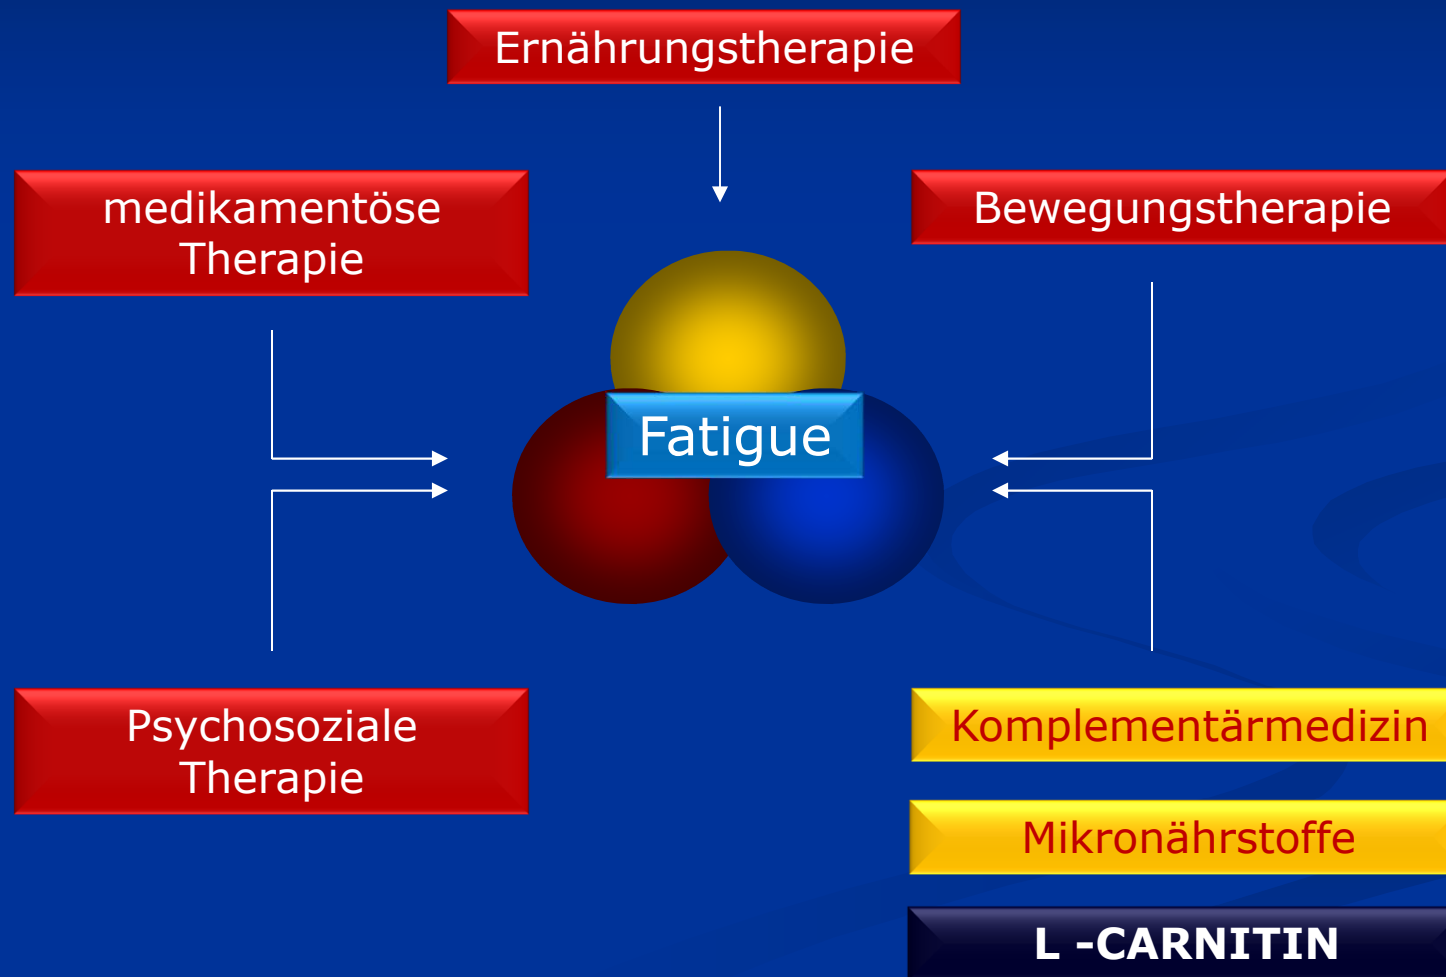 Ernährungstherapie
medikamentöse
Therapie
Bewegungstherapie
Fatigue
Psychosoziale
Therapie
Komplementärmedizin
Mikronährstoffe
L -CARNITIN